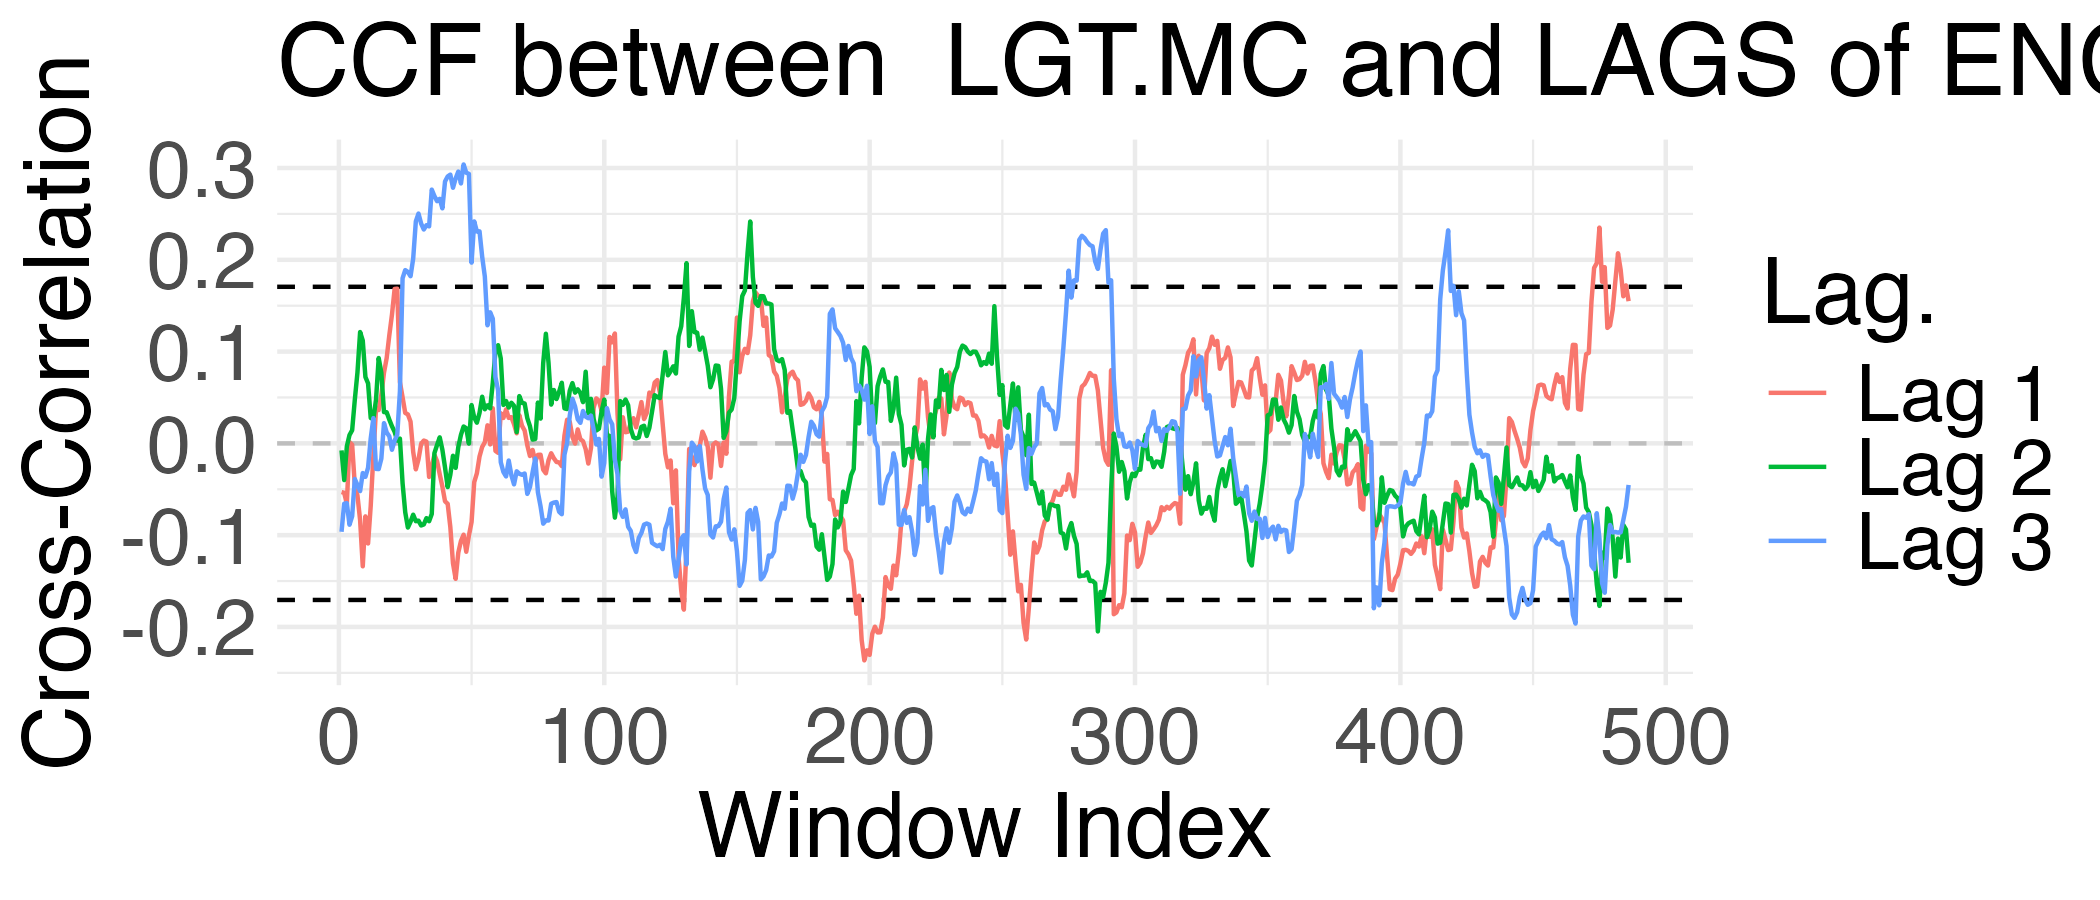 CCF between LGT.MC and LAGS of
Cross-Correlation
0.3
0.2
0.1
0.0
-0.1
-0.2
0
100
200
300
400
500
Window Index
Lag.
Lag 1
Lag 2
Lag 3